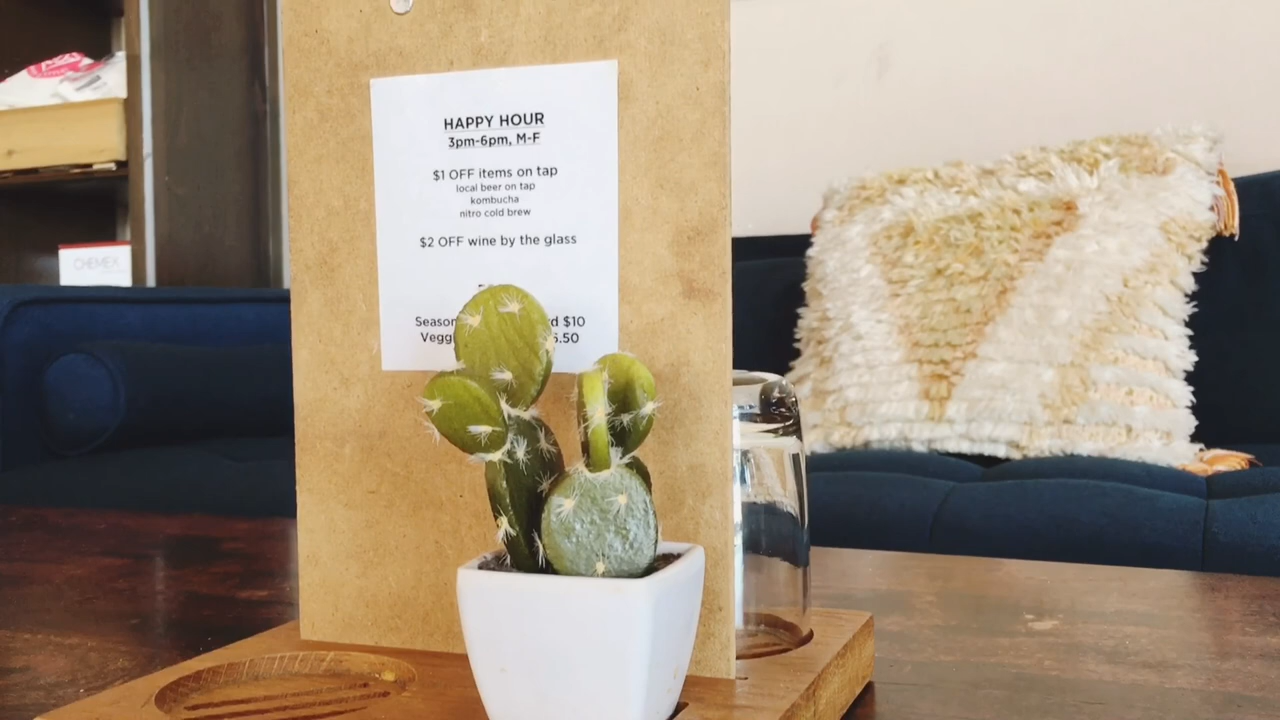 HAPPY HOUR
3pm-6pm, M-F
$1 OFF items on tap
local beer on tap
kombucha
nitro cold brew
$2 OFF wine by the glass
$10
CHEMEX